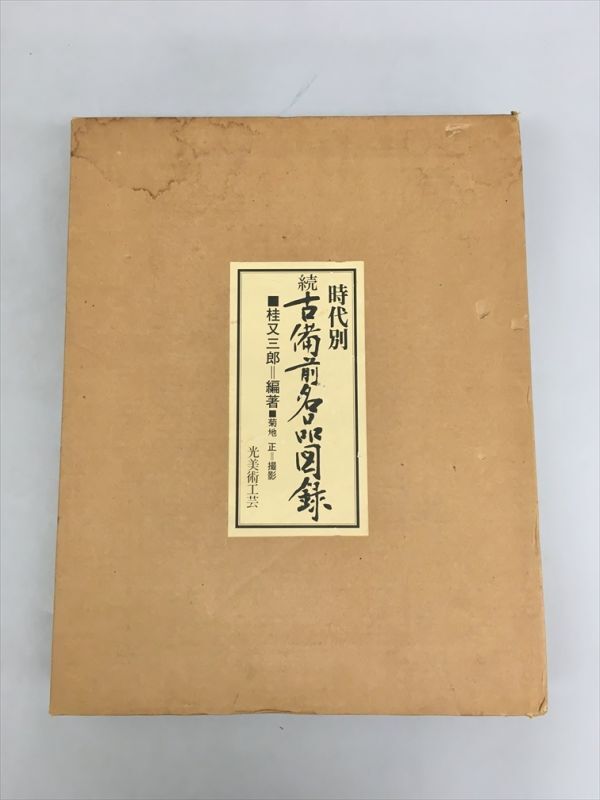 時代別
続 古備前名品図録
■桂又三郎＝編著■菊地 正＝撮影
光美術工芸